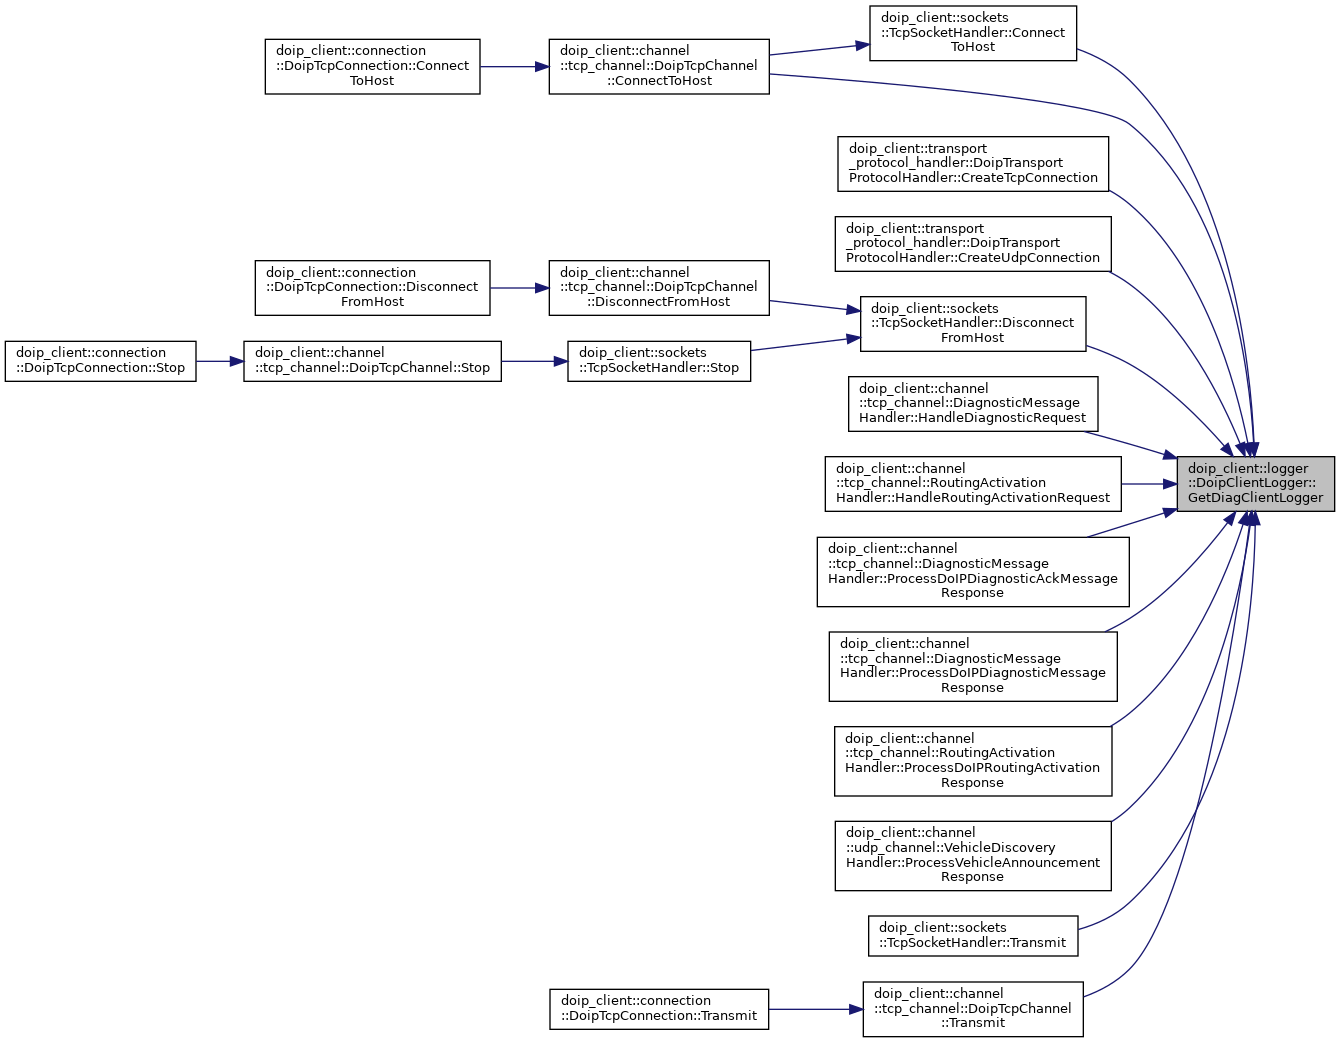 doip_client::sockets
::TcpSocketHandler::Connect
ToHost
doip_client::connection
::DoipTcpConnection::Connect
ToHost
doip_client::channel
::tcp_channel::DoipTcpChannel
::ConnectToHost
doip_client::transport
_protocol_handler::DoipTransport
ProtocolHandler::CreateTcpConnection
doip_client::transport
_protocol_handler::DoipTransport
ProtocolHandler::CreateUdpConnection
doip_client::connection
::DoipTcpConnection::Disconnect
FromHost
doip_client::channel
::tcp_channel::DoipTcpChannel
::DisconnectFromHost
doip_client::sockets
::TcpSocketHandler::Disconnect
FromHost
doip_client::connection
::DoipTcpConnection::Stop
doip_client::channel
::tcp_channel::DoipTcpChannel::Stop
doip_client::sockets
::TcpSocketHandler::Stop
doip_client::channel
::tcp_channel::DiagnosticMessage
Handler::HandleDiagnosticRequest
doip_client::channel
::tcp_channel::RoutingActivation
Handler::HandleRoutingActivationRequest
doip_client::logger
::DoipClientLogger::
GetDiagClientLogger
doip_client::channel
::tcp_channel::DiagnosticMessage
Handler::ProcessDoIPDiagnosticAckMessage
Response
doip_client::channel
::tcp_channel::DiagnosticMessage
Handler::ProcessDoIPDiagnosticMessage
Response
doip_client::channel
::tcp_channel::RoutingActivation
Handler::ProcessDoIPRoutingActivation
Response
doip_client::channel
::udp_channel::VehicleDiscovery
Handler::ProcessVehicleAnnouncement
Response
doip_client::sockets
::TcpSocketHandler::Transmit
doip_client::connection
::DoipTcpConnection::Transmit
doip_client::channel
::tcp_channel::DoipTcpChannel
::Transmit